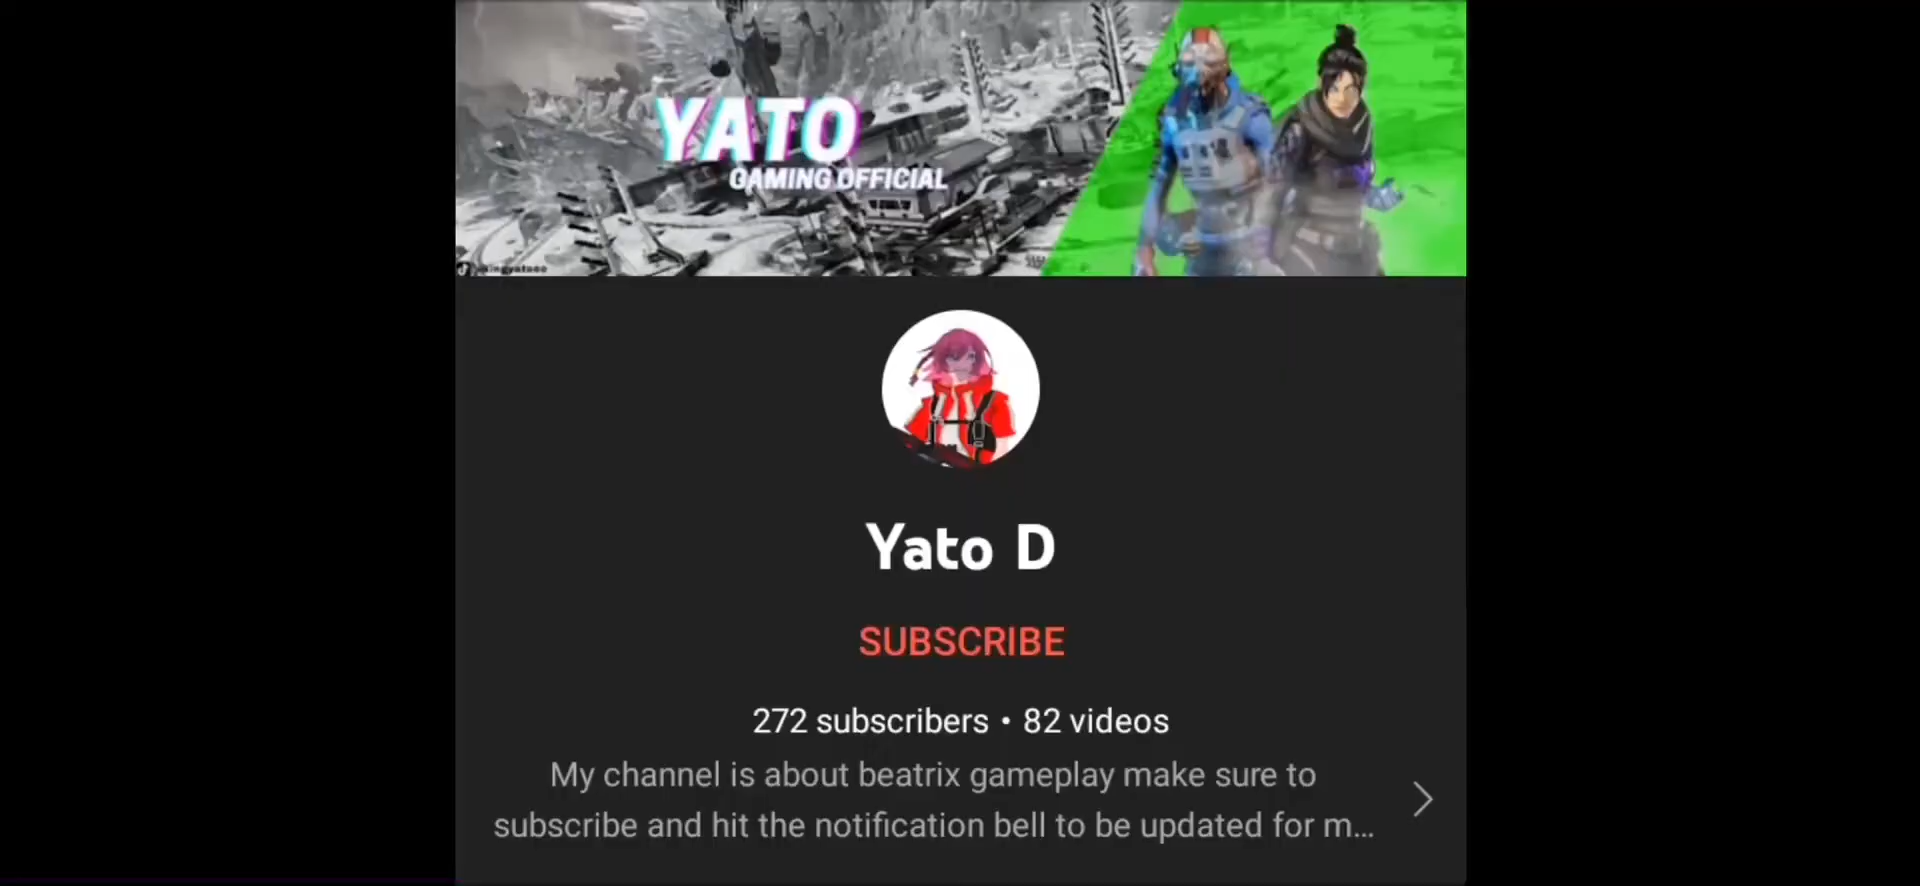 YATO
GAMING OFFICIAL
Yato D
SUBSCRIBE
272 subscribers • 82 videos
My channel is about beatrix gameplay make sure to
subscribe and hit the notification bell to be updated for m...